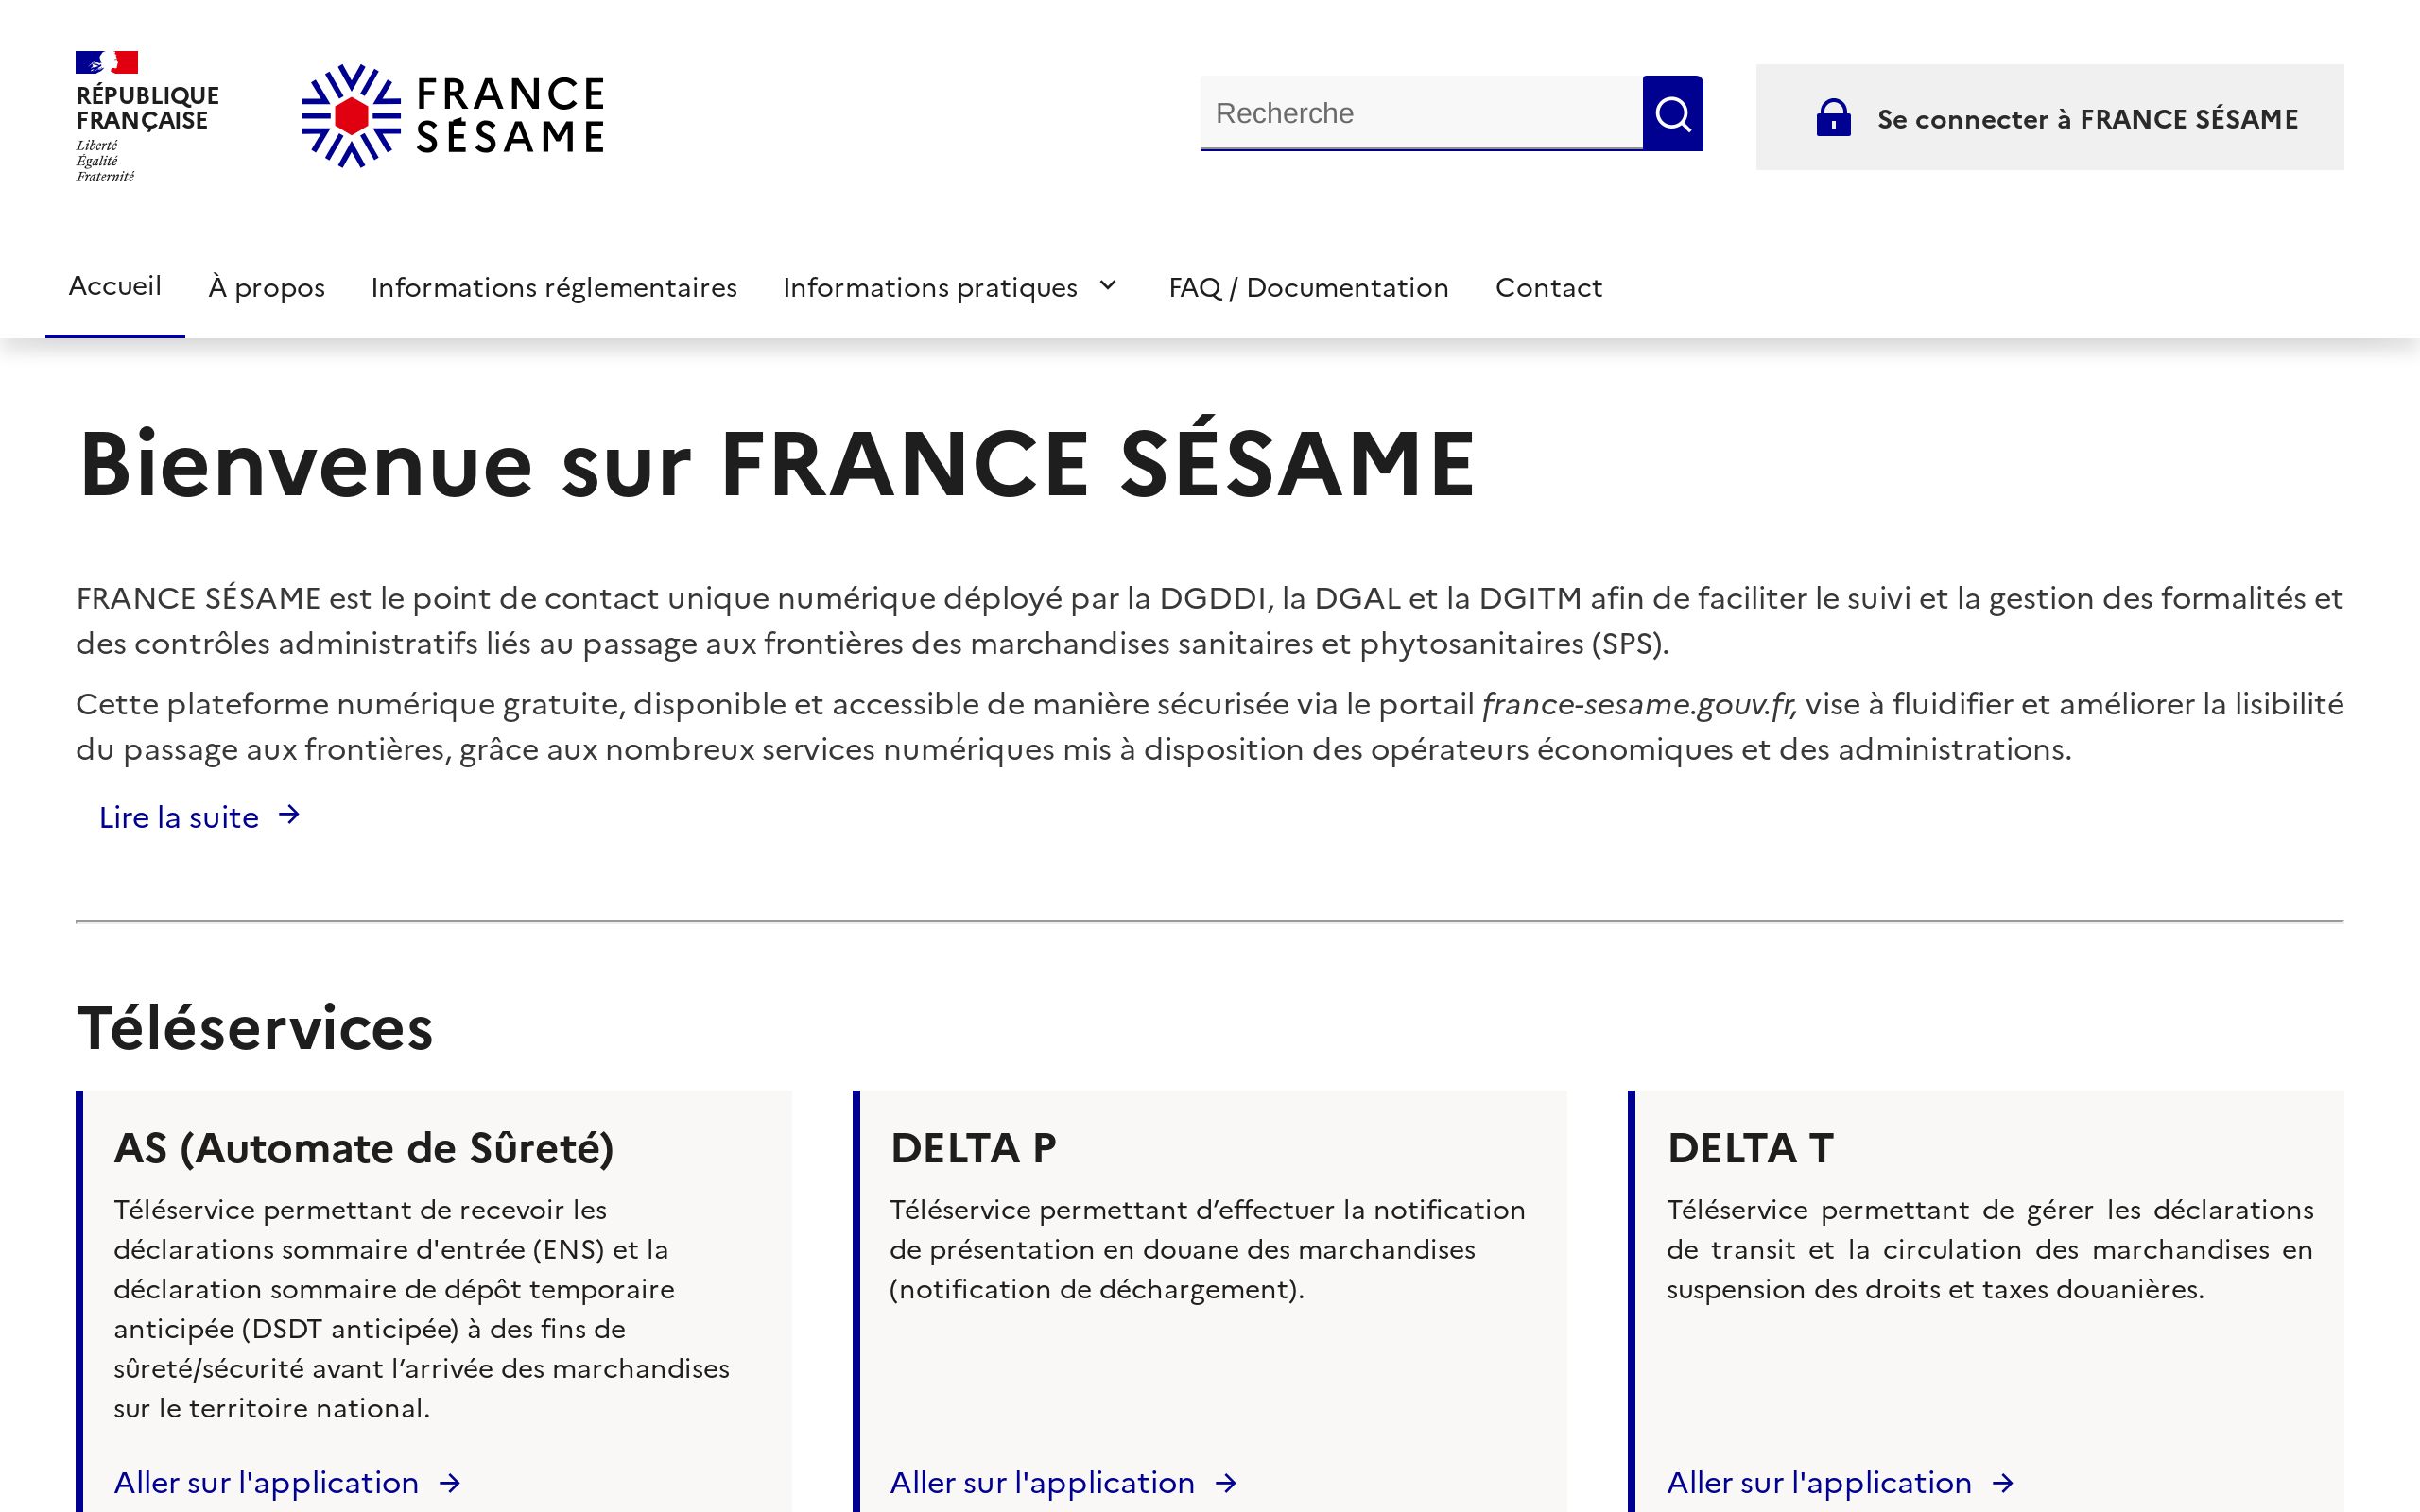 RÉPUBLIQUE
FRANÇAISE
Liberté
Égalité
Fraternité
FRANCE
SÉSAME
Recherche
Se connecter à FRANCE SÉSAME
Accueil
À propos
Informations réglementaires
Informations pratiques
FAQ / Documentation
Contact
Bienvenue sur FRANCE SÉSAME
FRANCE SÉSAME est le point de contact unique numérique déployé par la DGDDI, la DGAL et la DGITM afin de faciliter le suivi et la gestion des formalités et
des contrôles administratifs liés au passage aux frontières des marchandises sanitaires et phytosanitaires (SPS).
Cette plateforme numérique gratuite, disponible et accessible de manière sécurisée via le portail france-sesame.gouv.fr, vise à fluidifier et améliorer la lisibilité
du passage aux frontières, grâce aux nombreux services numériques mis à disposition des opérateurs économiques et des administrations.
Lire la suite
Téléservices
AS (Automate de Sûreté)
Téléservice permettant de recevoir les
déclarations sommaire d'entrée (ENS) et la
déclaration sommaire de dépôt temporaire
anticipée (DSDT anticipée) à des fins de
sûreté/sécurité avant l’arrivée des marchandises
sur le territoire national.
Aller sur l'application
DELTA P
Téléservice permettant d’effectuer la notification
de présentation en douane des marchandises
(notification de déchargement).
Aller sur l'application
DELTA T
Téléservice permettant de gérer les déclarations
de transit et la circulation des marchandises en
suspension des droits et taxes douanières.
Aller sur l'application